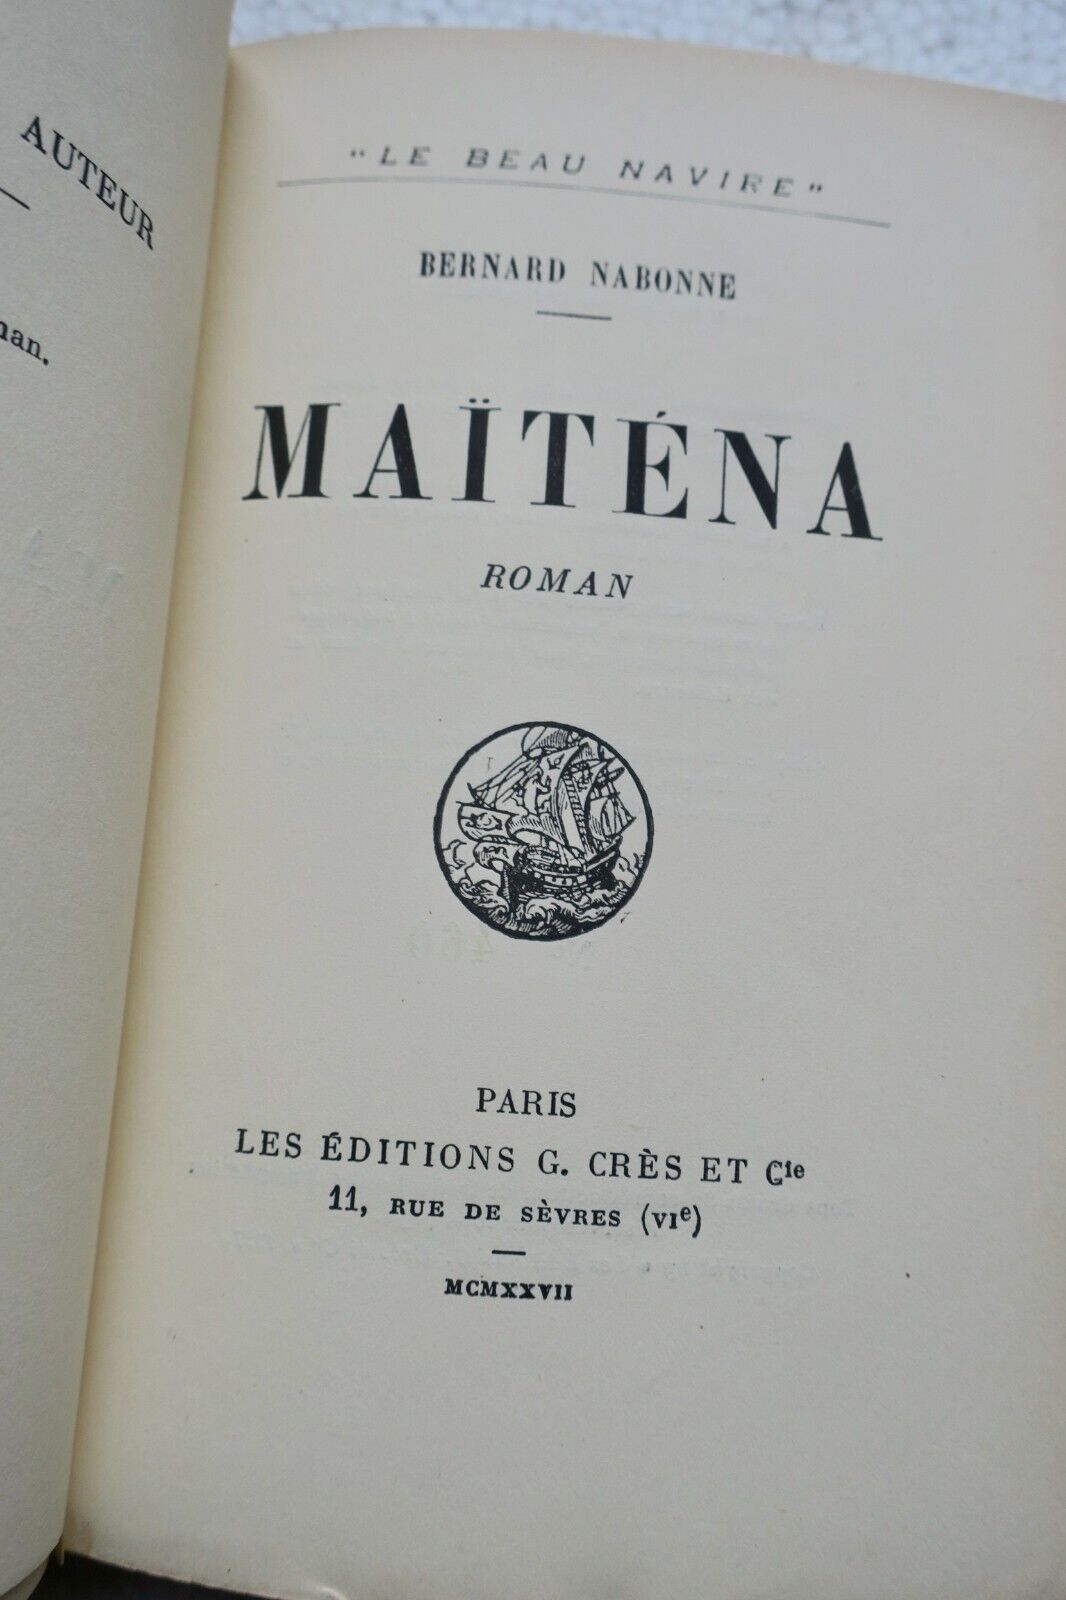 AUTEUR
"LE BEAU NAVIRE"
BERNARD NABONNE
MAÏTÉNA
ROMAN
PARIS
LES ÉDITIONS G. CRÈS ET Cie
11, RUE DE SÈVRES (VIe)
MCMXXVII